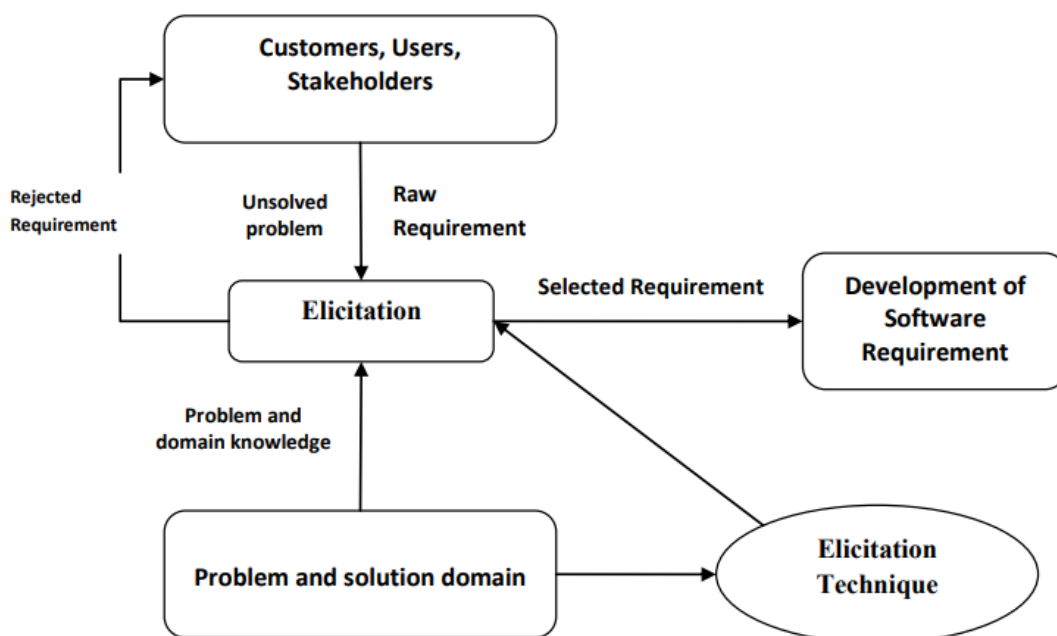 Customers, Users,
Stakeholders
Rejected
Requirement
Unsolved
problem
Raw
Requirement
Elicitation
Selected Requirement
Development of
Software
Requirement
Problem and
domain knowledge
Problem and solution domain
Elicitation
Technique